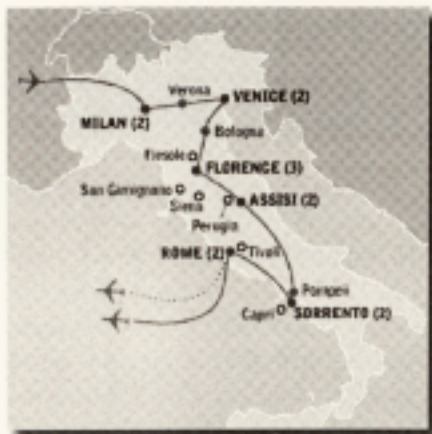 Verona
VENICE (2)
MILAN (2)
Bologna
Fiesole
FLORENCE (3)
San Gimignano
Siena
ASSISI (2)
Perugia
ROME (2)
Tivoli
Pompeii
Capri
SORRENTO (2)